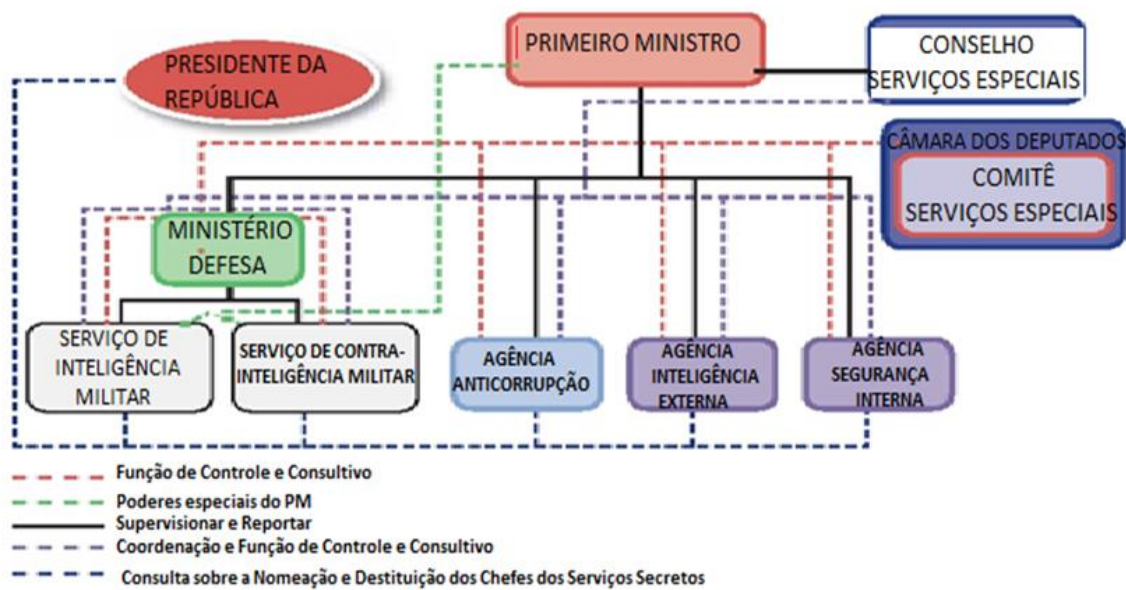 PRIMEIRO MINISTRO
CONSELHO
SERVIÇOS ESPECIAIS
PRESIDENTE DA
REPÚBLICA
CÂMARA DOS DEPUTADOS
COMITÊ
SERVIÇOS ESPECIAIS
MINISTÉRIO
DEFESA
SERVIÇO DE
INTELIGÊNCIA
MILITAR
SERVIÇO DE CONTRA-
INTELIGÊNCIA MILITAR
AGÊNCIA
ANTICORRUPÇÃO
AGÊNCIA
INTELIGÊNCIA
EXTERNA
AGÊNCIA
SEGURANÇA
INTERNA
Função de Controle e Consultivo
Poderes especiais do PM
Supervisionar e Reportar
Coordenação e Função de Controle e Consultivo
Consulta sobre a Nomeação e Destituição dos Chefes dos Serviços Secretos